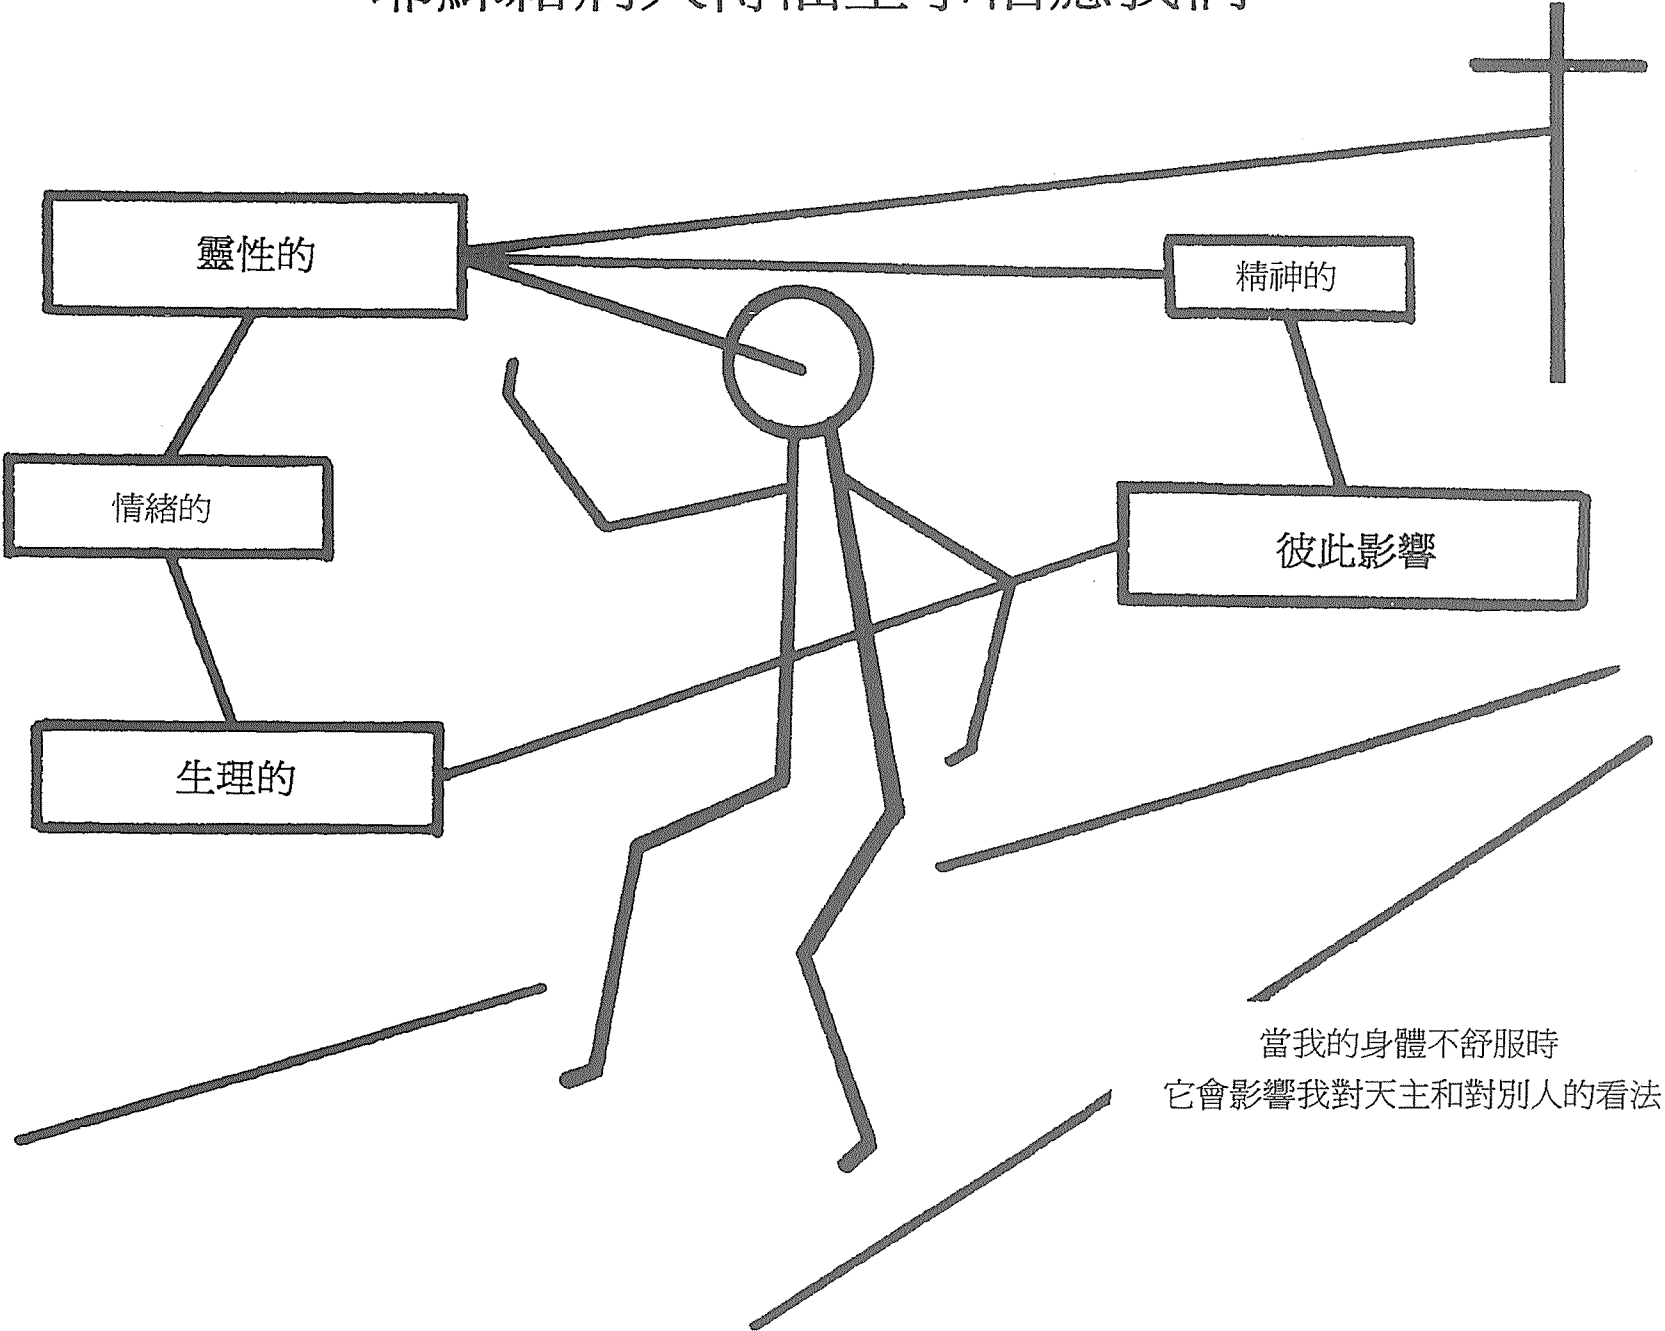 靈性的
精神的
情緒的
彼此影響
生理的
當我的身體不舒服時
它會影響我對天主和對別人的看法